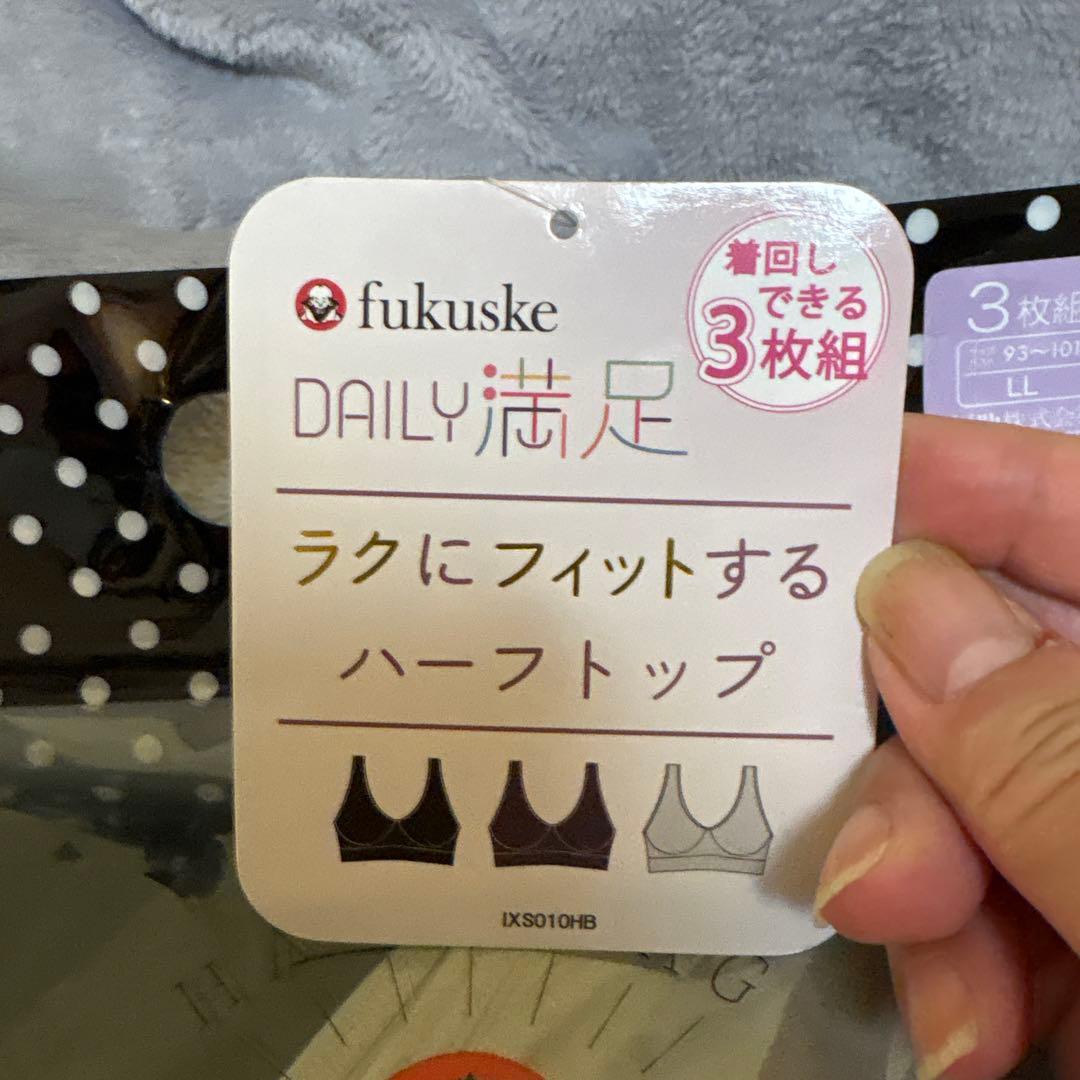 fukuske
着回し
できる
3枚組
DAILY満足
ラクにフィットする
ハーフトップ
IXS010HB
3枚組
93〜101
LL